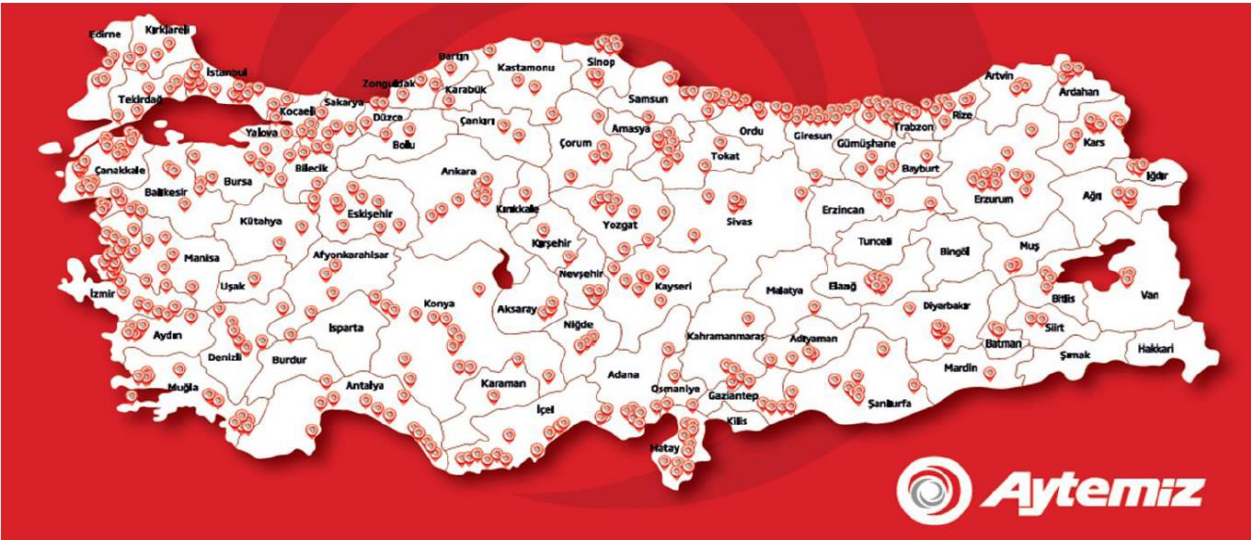 Edirne
Kırklareli
İstanbul
Tekirdağ
Kocaeli
Sakarya
Yalova
Düzce
Zonguldak
Bartın
Karabük
Kastamonu
Sinop
Samsun
Çankırı
Bolu
Çorum
Amasya
Tokat
Ordu
Giresun
Gümüşhane
Trabzon
Rize
Artvin
Ardahan
Kars
Bayburt
Çanakkale
Balıkesir
Bursa
Bilecik
Ankara
Kırıkkale
Eskişehir
Kütahya
Yozgat
Sivas
Erzincan
Erzurum
Ağrı
Iğdır
Manisa
Uşak
Afyonkarahisar
Kırşehir
Nevşehir
Kayseri
Malatya
Elazığ
Tunceli
Bingöl
Muş
Bitlis
Van
İzmir
Aydın
Denizli
Isparta
Burdur
Konya
Aksaray
Niğde
Kahramanmaraş
Adıyaman
Diyarbakır
Batman
Siirt
Şırnak
Hakkari
Mardin
Muğla
Antalya
Karaman
İçel
Adana
Osmaniye
Gaziantep
Kilis
Şanlıurfa
Hatay
Aytemiz